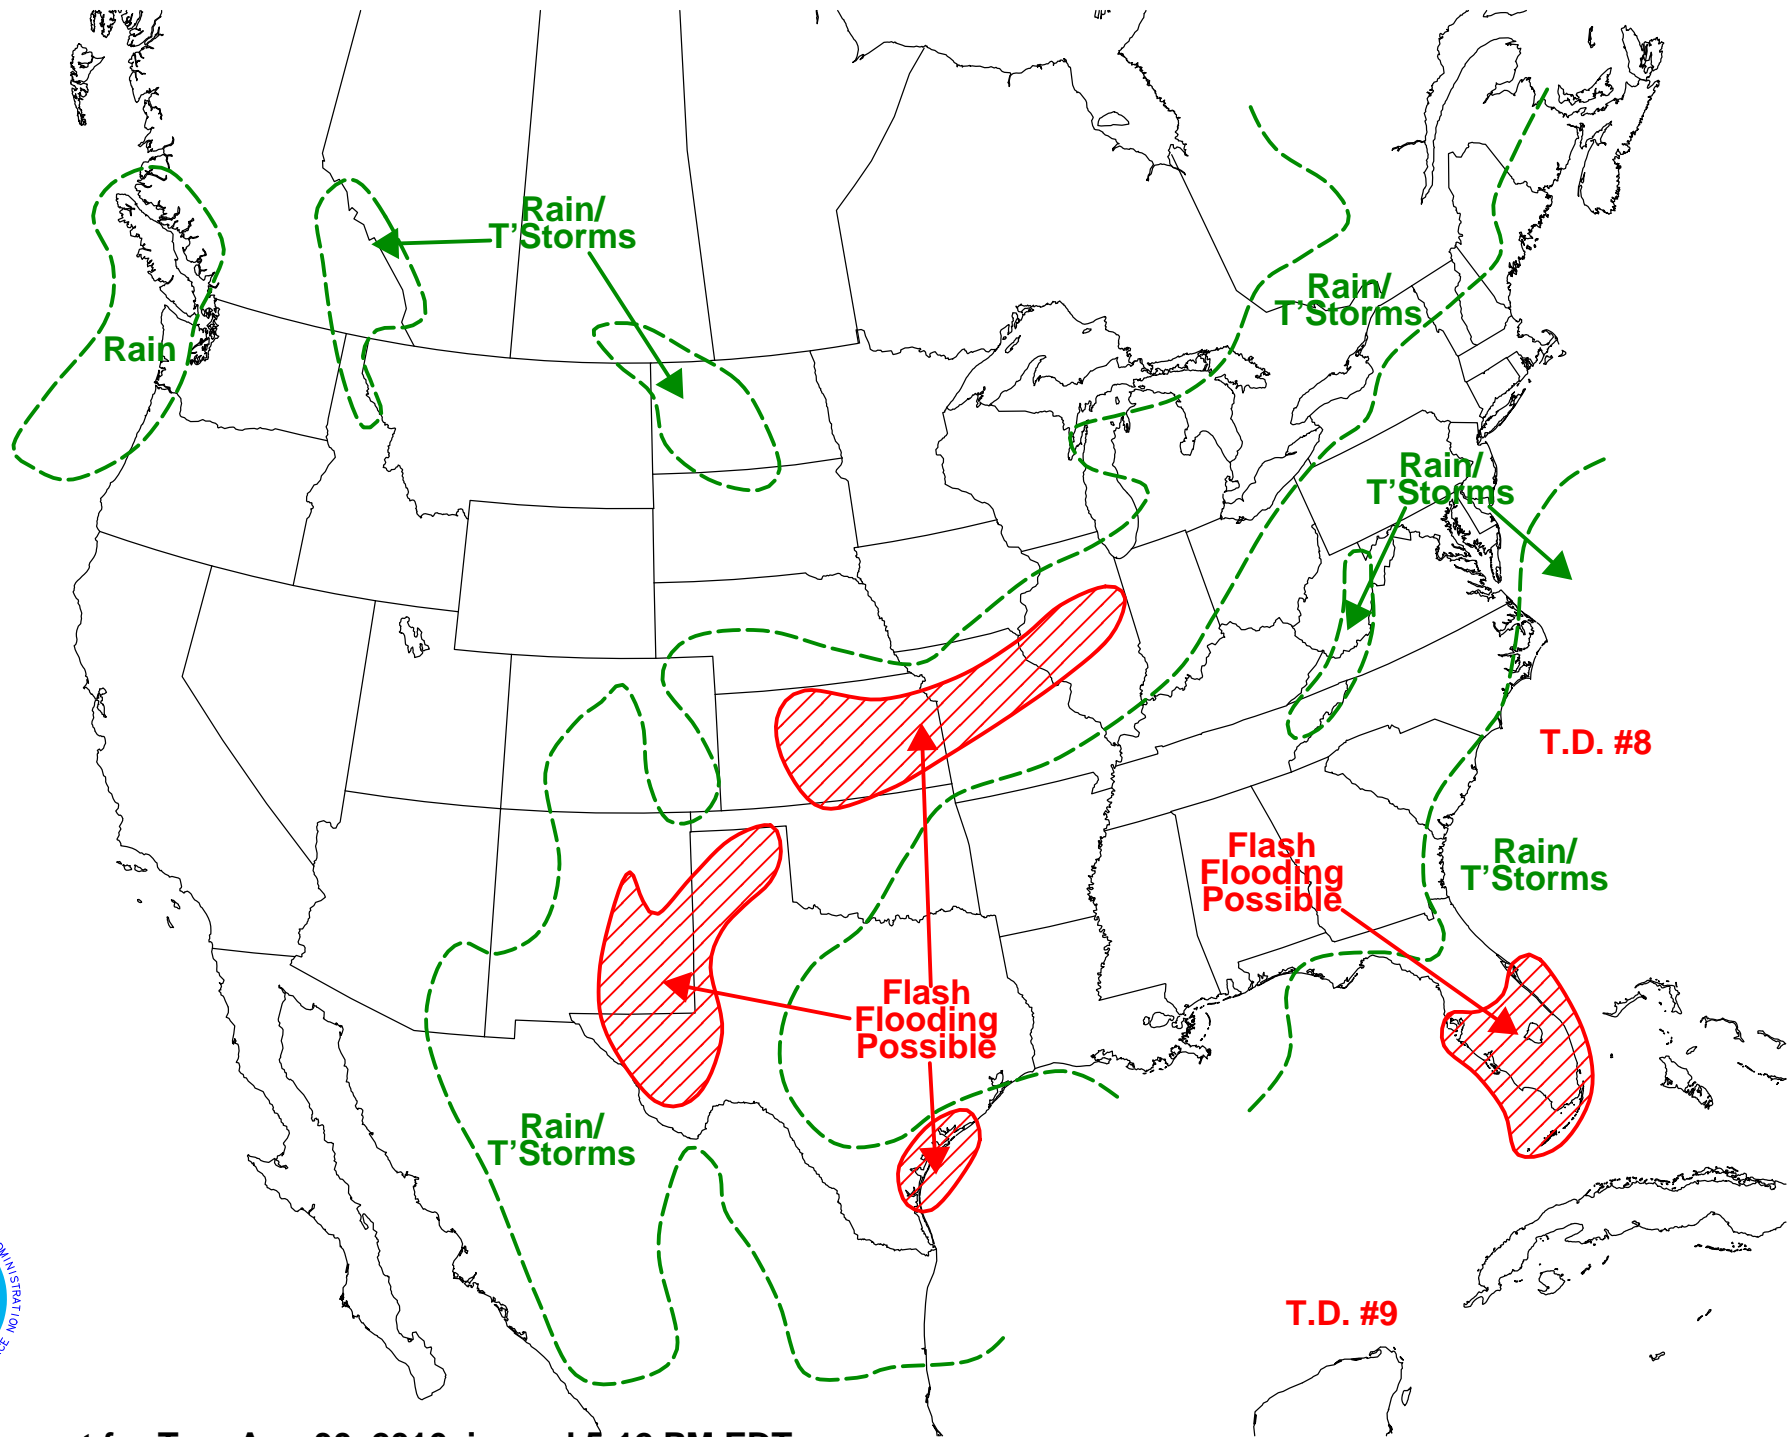 Rain/
T’Storms
Rain/
T’Storms
Rain
Rain/
T’Storms
T.D. #8
Flash
Flooding
Possible
Rain/
T’Storms
Flash
Flooding
Possible
Rain/
T’Storms
T.D. #9